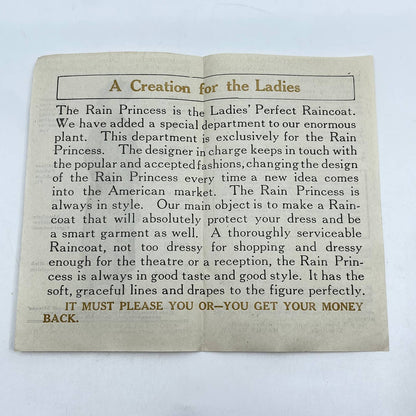 A Creation for the Ladies
The Rain Princess is the Ladies' Perfect Raincoat.
We have added a special department to our enormous
plant. This department is exclusively for the Rain
Princess. The designer in charge keeps in touch with
the popular and accepted fashions, changing the design
of the Rain Princess every time a new idea comes
into the American market. The Rain Princess is
always in style. Our main object is to make a Rain-
coat that will absolutely protect your dress and be
a smart garment as well. A thoroughly serviceable
Raincoat, not too dressy for shopping and dressy
enough for the theatre or a reception, the Rain Prin-
cess is always in good taste and good style. It has the
soft, graceful lines and drapes to the figure perfectly.
IT MUST PLEASE YOU OR—YOU GET YOUR MONEY
BACK.